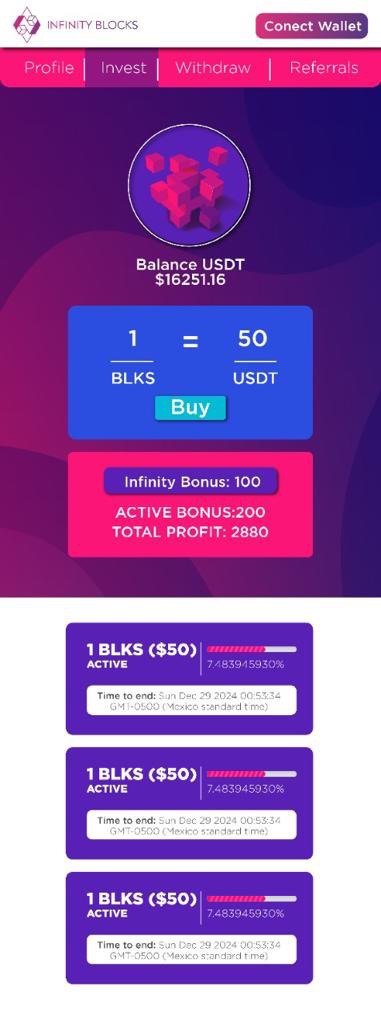 INFINITY BLOCKS
Conect Wallet
Profile | Invest | Withdraw | Referrals
Balance USDT
$16251.16
1 = 50
BLKS USDT
Buy
Infinity Bonus: 100
ACTIVE BONUS:200
TOTAL PROFIT: 2880
1 BLKS ($50)
ACTIVE 7.483945930%
Time to end: Sun Dec 29 2024 00:53:34
GMT-0500 (Mexico standard time)
1 BLKS ($50)
ACTIVE 7.483945930%
Time to end: Sun Dec 29 2024 00:53:34
GMT-0500 (Mexico standard time)
1 BLKS ($50)
ACTIVE 7.483945930%
Time to end: Sun Dec 29 2024 00:53:34
GMT-0500 (Mexico standard time)